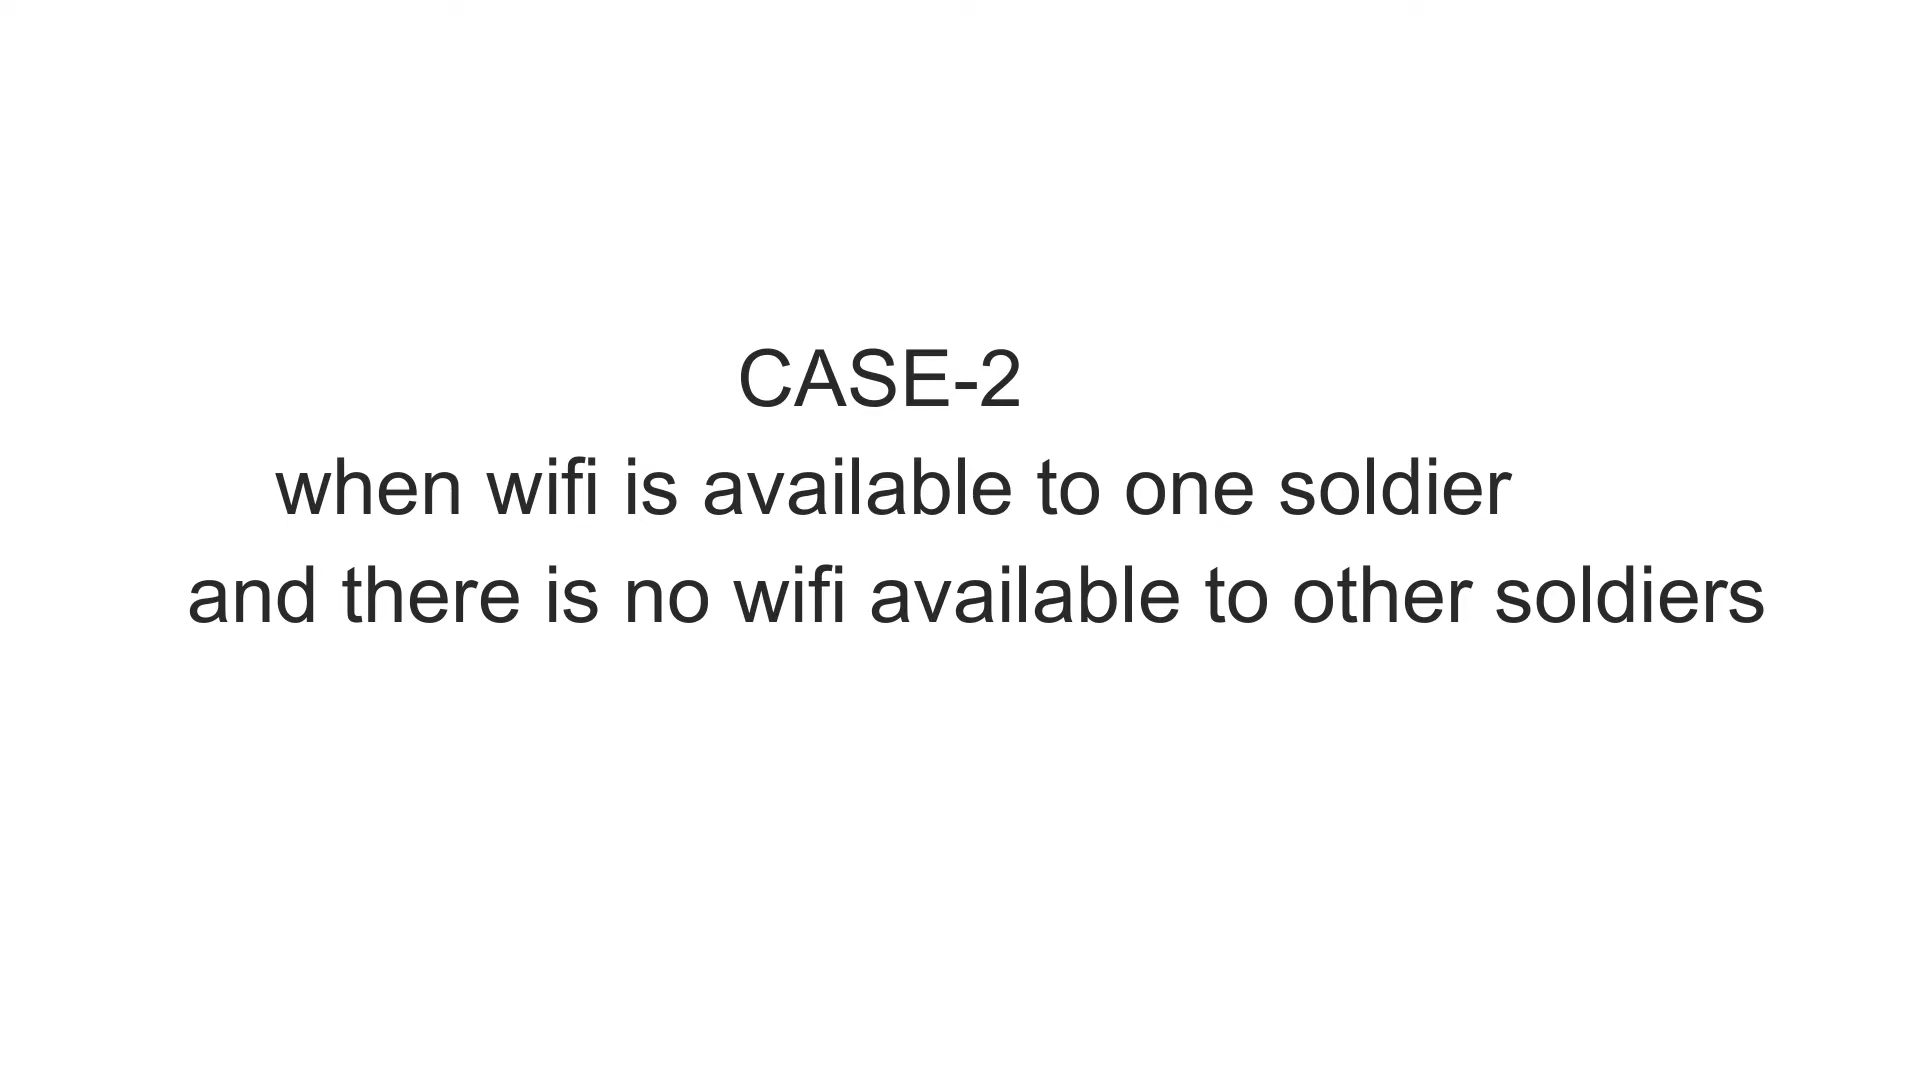 CASE-2
when wifi is available to one soldier
and there is no wifi available to other soldiers